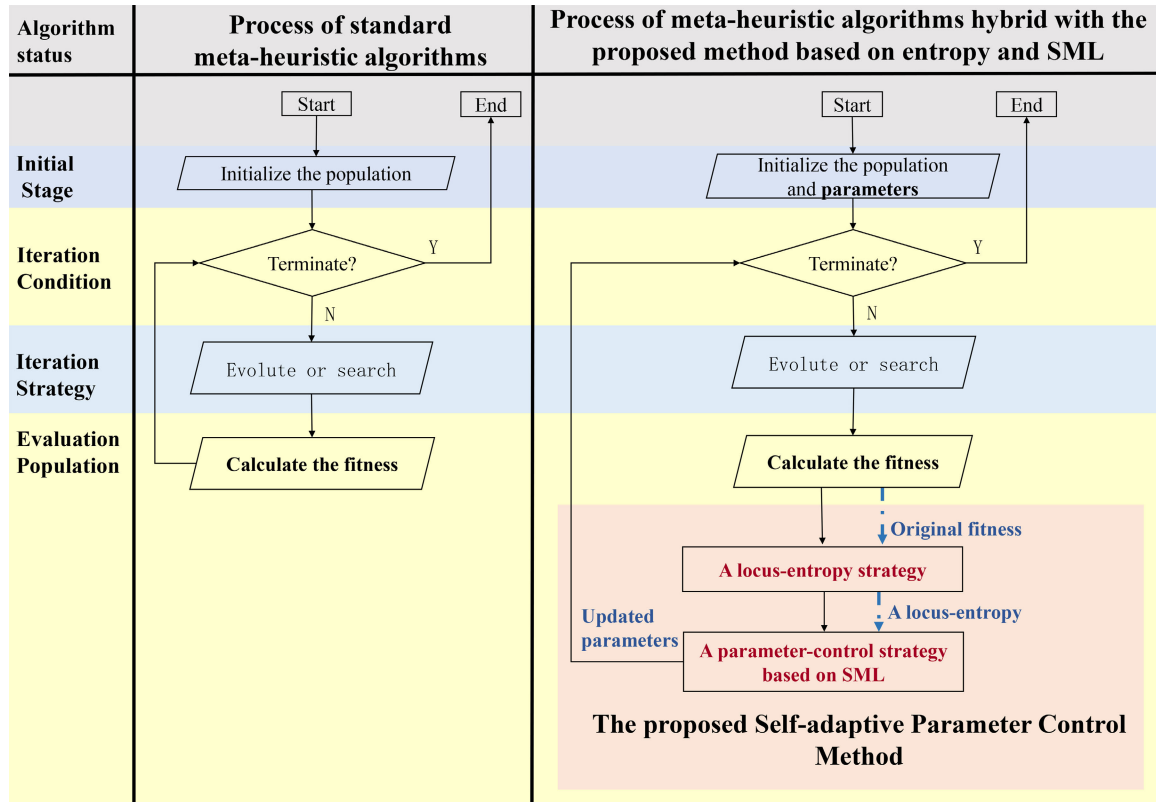 Algorithm
status
Process of standard
meta-heuristic algorithms
Process of meta-heuristic algorithms hybrid with the
proposed method based on entropy and SML
Start
End
Start
End
Initial
Stage
Initialize the population
Initialize the population
and parameters
Iteration
Condition
Terminate?
Y
N
Terminate?
Y
N
Iteration
Strategy
Evolute or search
Evolute or search
Evaluation
Population
Calculate the fitness
Calculate the fitness
Original fitness
A locus-entropy strategy
Updated
parameters
A locus-entropy
A parameter-control strategy
based on SML
The proposed Self-adaptive Parameter Control
Method